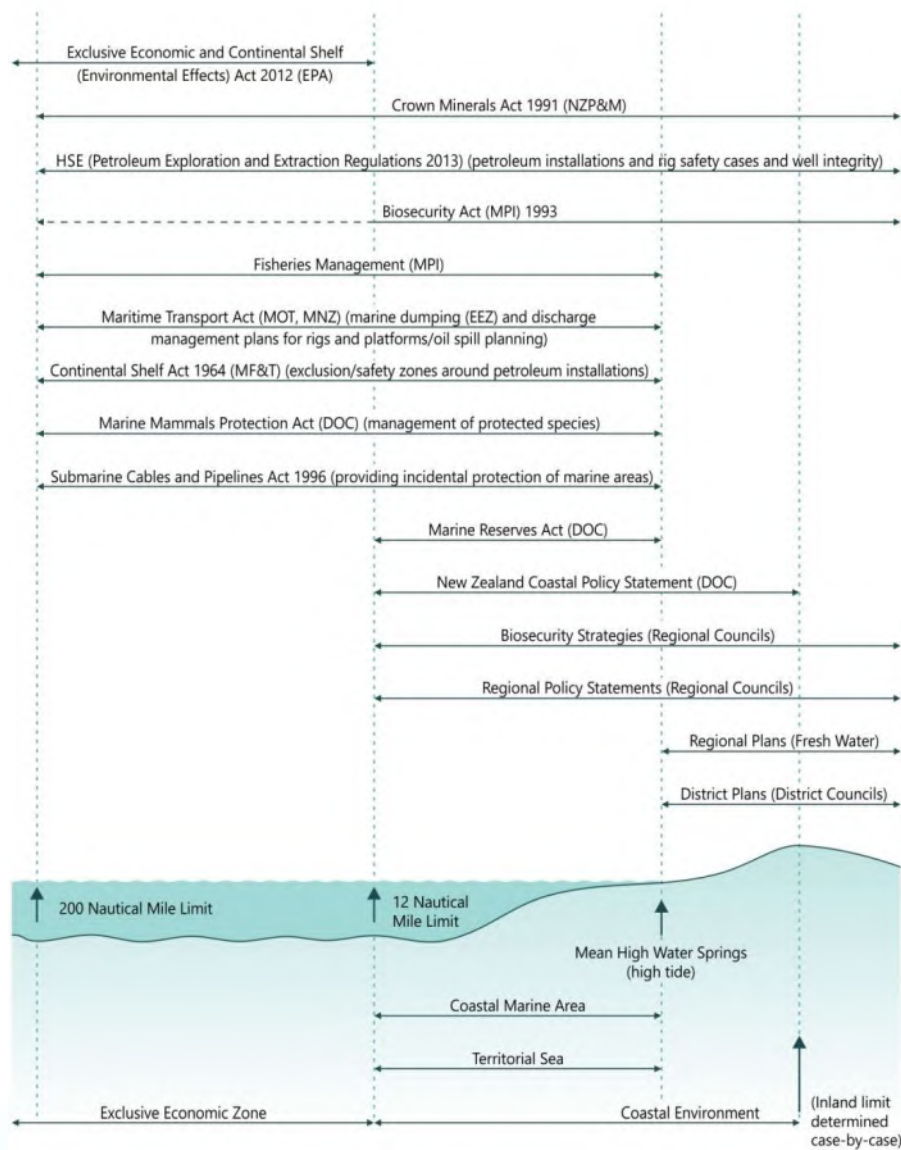 Exclusive Economic and Continental Shelf
(Environmental Effects) Act 2012 (EPA)
Crown Minerals Act 1991 (NZP&M)
HSE (Petroleum Exploration and Extraction Regulations 2013) (petroleum installations and rig safety cases and well integrity)
Biosecurity Act (MPI) 1993
Fisheries Management (MPI)
Maritime Transport Act (MOT, MNZ) (marine dumping (EEZ) and discharge
management plans for rigs and platforms/oil spill planning)
Continental Shelf Act 1964 (MF&T) (exclusion/safety zones around petroleum installations)
Marine Mammals Protection Act (DOC) (management of protected species)
Submarine Cables and Pipelines Act 1996 (providing incidental protection of marine areas)
Marine Reserves Act (DOC)
New Zealand Coastal Policy Statement (DOC)
Biosecurity Strategies (Regional Councils)
Regional Policy Statements (Regional Councils)
Regional Plans (Fresh Water)
District Plans (District Councils)
200 Nautical Mile Limit
12 Nautical
Mile Limit
Mean High Water Springs
(high tide)
Coastal Marine Area
Territorial Sea
Exclusive Economic Zone
Coastal Environment
(Inland limit
determined
case-by-case)